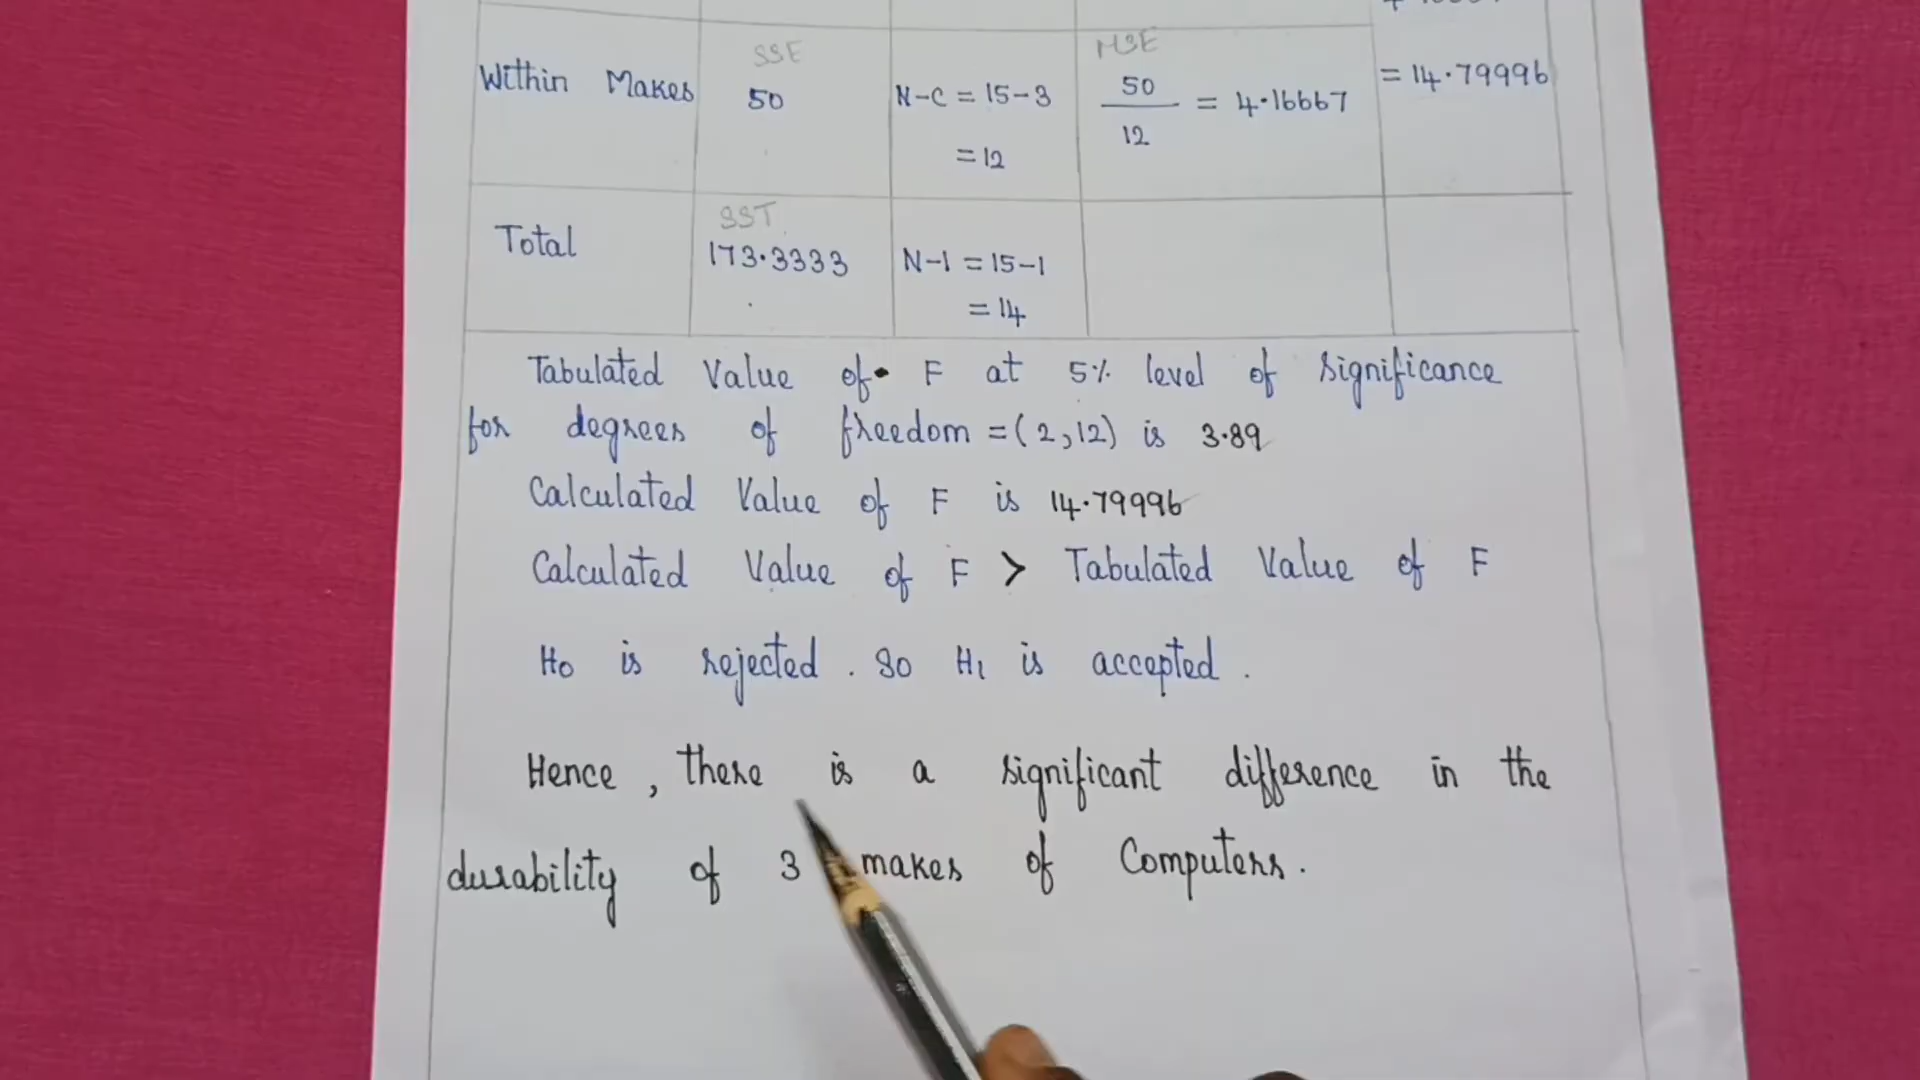 SSE
MSE
Within Makes 50 N-C = 15-3 50/12 = 4.16667 = 14.79996
= 12
SST
Total 173.3333 N-1 = 15-1
= 14
Tabulated Value of F at 5% level of significance
for degrees of freedom = (2,12) is 3.89
Calculated Value of F is 14.79996
Calculated Value of F > Tabulated Value of F
H0 is rejected. So H1 is accepted.
Hence, there is a significant difference in the
durability of 3 makes of Computers.